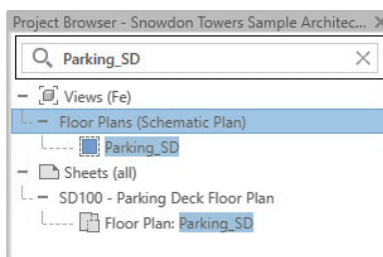 Project Browser - Snowdon Towers Sample Architec...
Parking_SD
Views (Fe)
Floor Plans (Schematic Plan)
Parking_SD
Sheets (all)
SD100 - Parking Deck Floor Plan
Floor Plan: Parking_SD